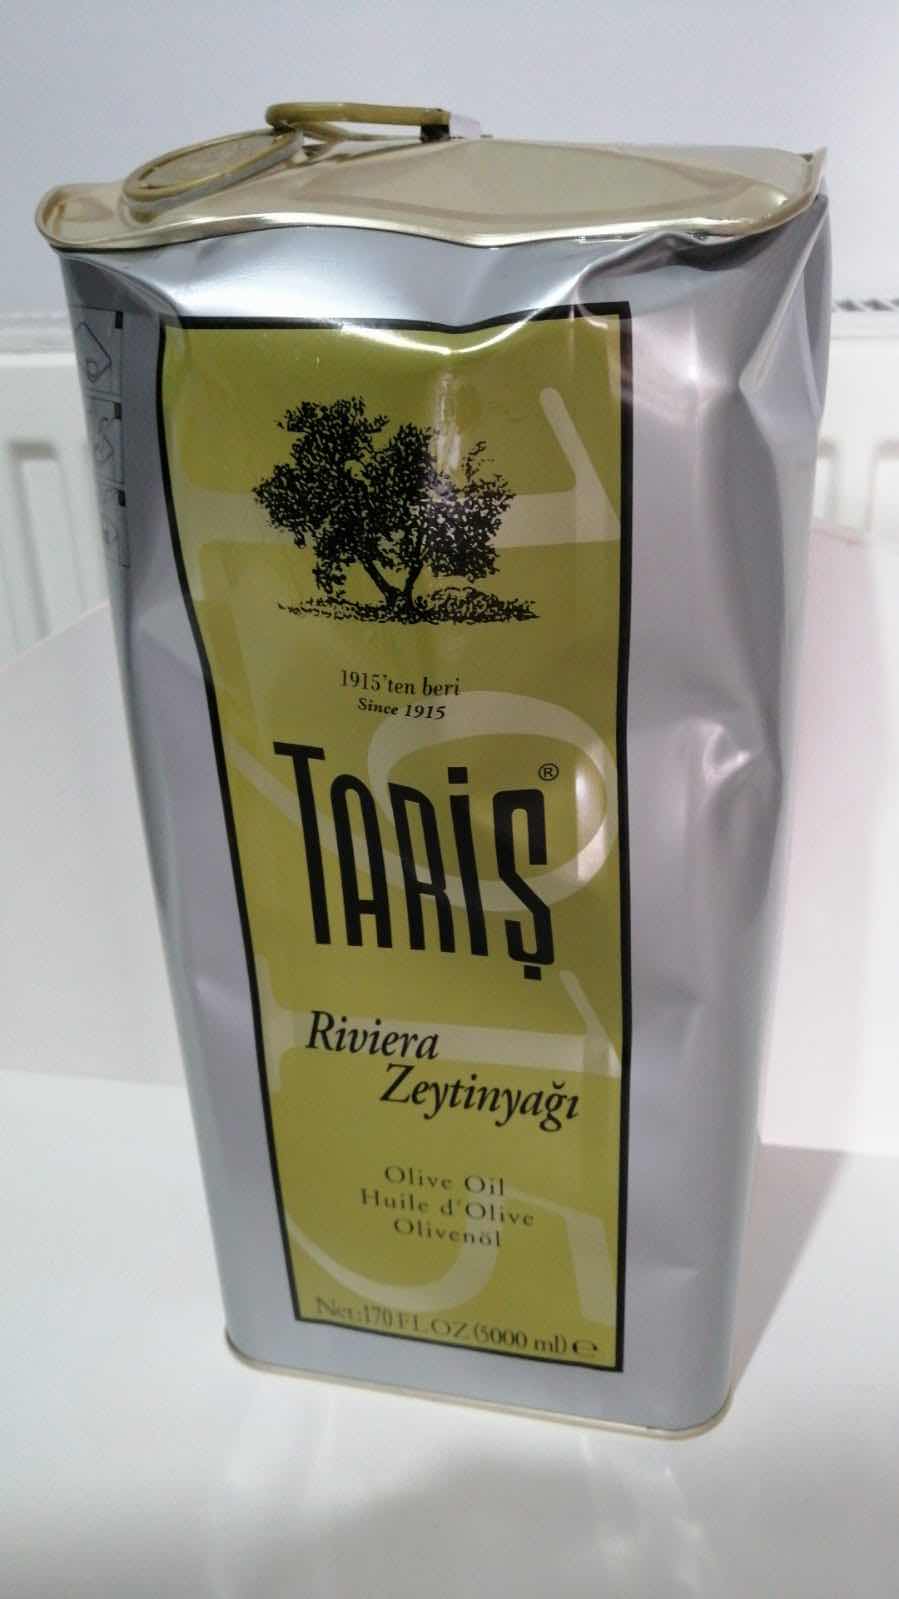 1915'ten beri
Since 1915
TARİŞ®
Riviera
Zeytinyağı
Olive Oil
Huile d'Olive
Olivenöl
Net:170 FL.OZ(5000 ml) ℮